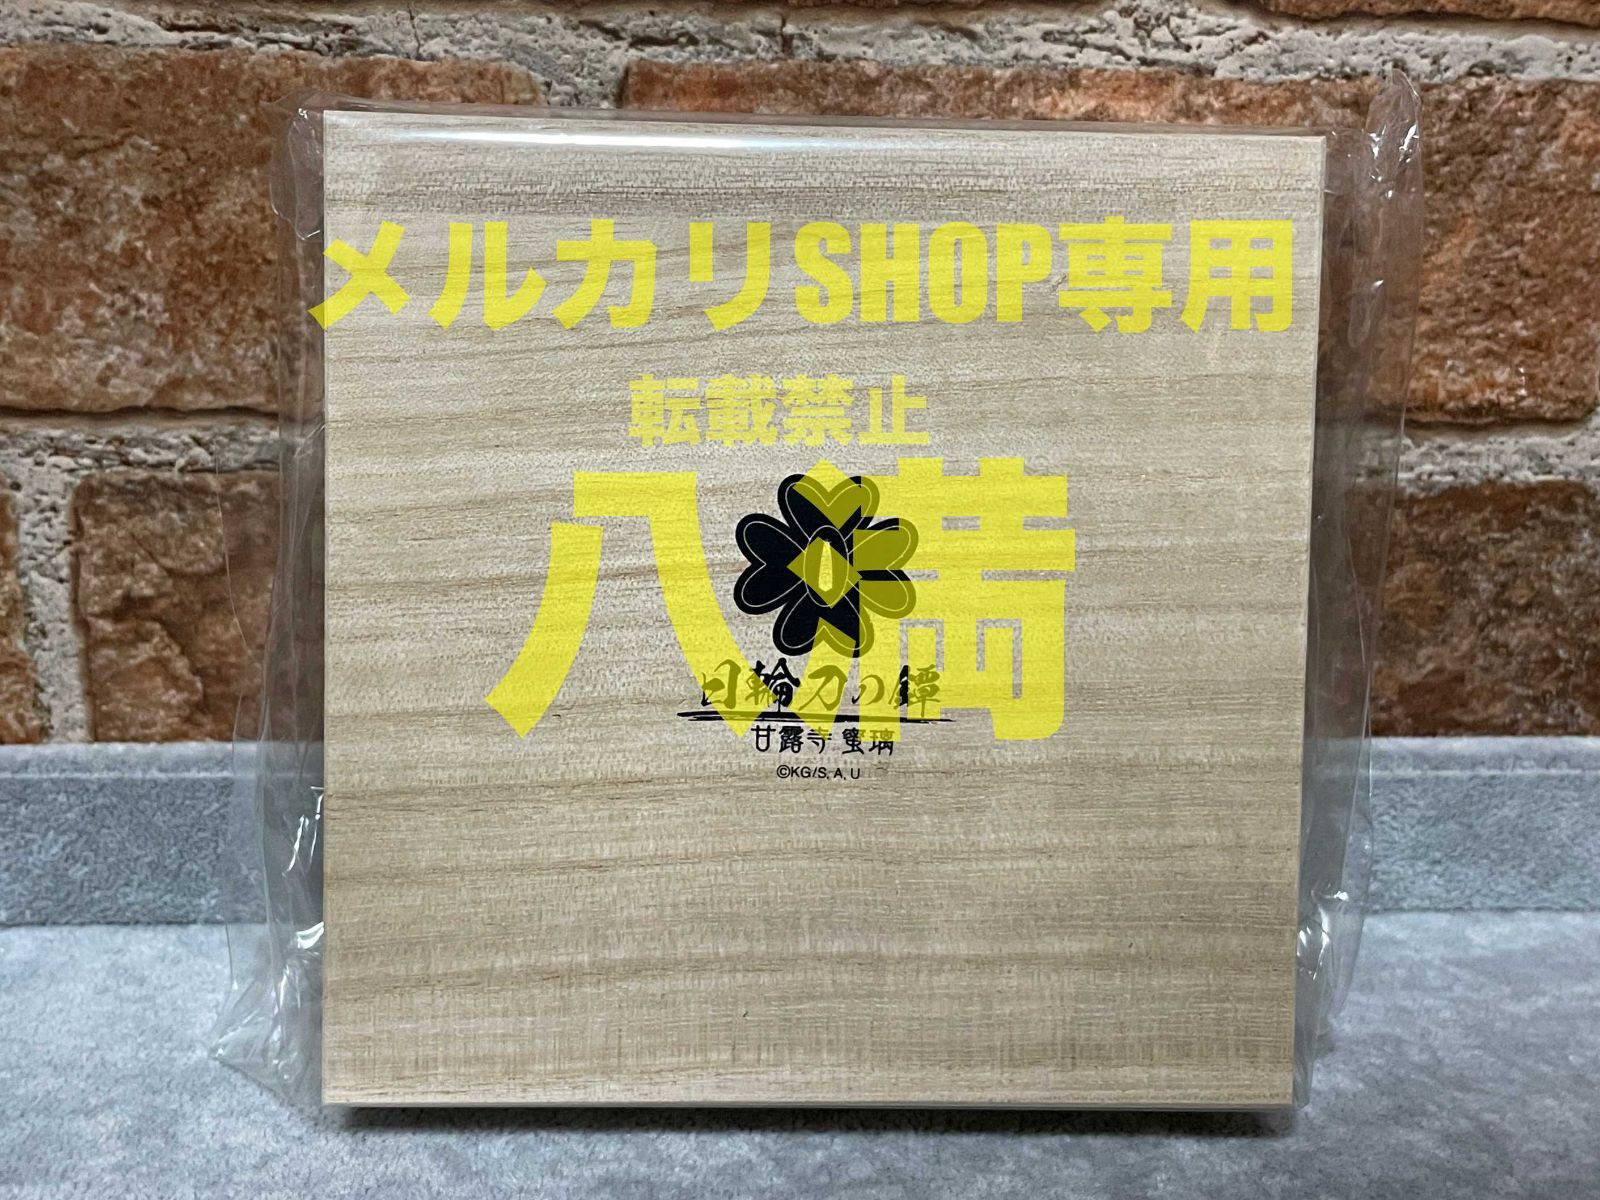 メルカリSHOP専用
転載禁止
八満
日輪刀の鐔
甘露寺 蜜璃
©KG/S, A, U